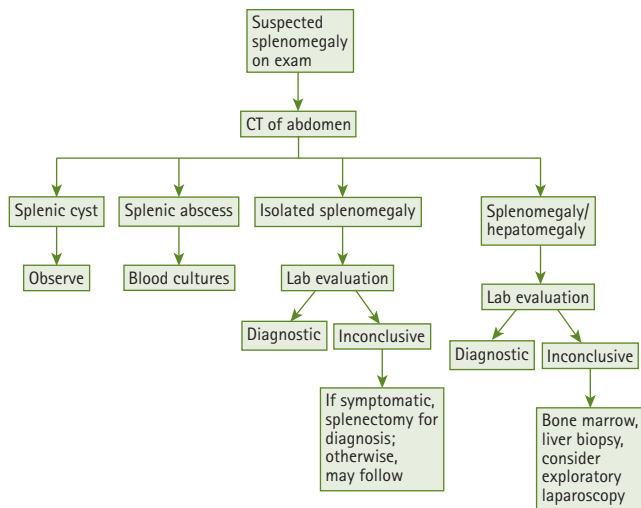 Suspected
splenomegaly
on exam
CT of abdomen
Splenic cyst
Splenic abscess
Isolated splenomegaly
Splenomegaly/
hepatomegaly
Observe
Blood cultures
Lab evaluation
Lab evaluation
Diagnostic
Inconclusive
Diagnostic
Inconclusive
If symptomatic,
splenectomy for
diagnosis;
otherwise,
may follow
Bone marrow,
liver biopsy,
consider
exploratory
laparoscopy